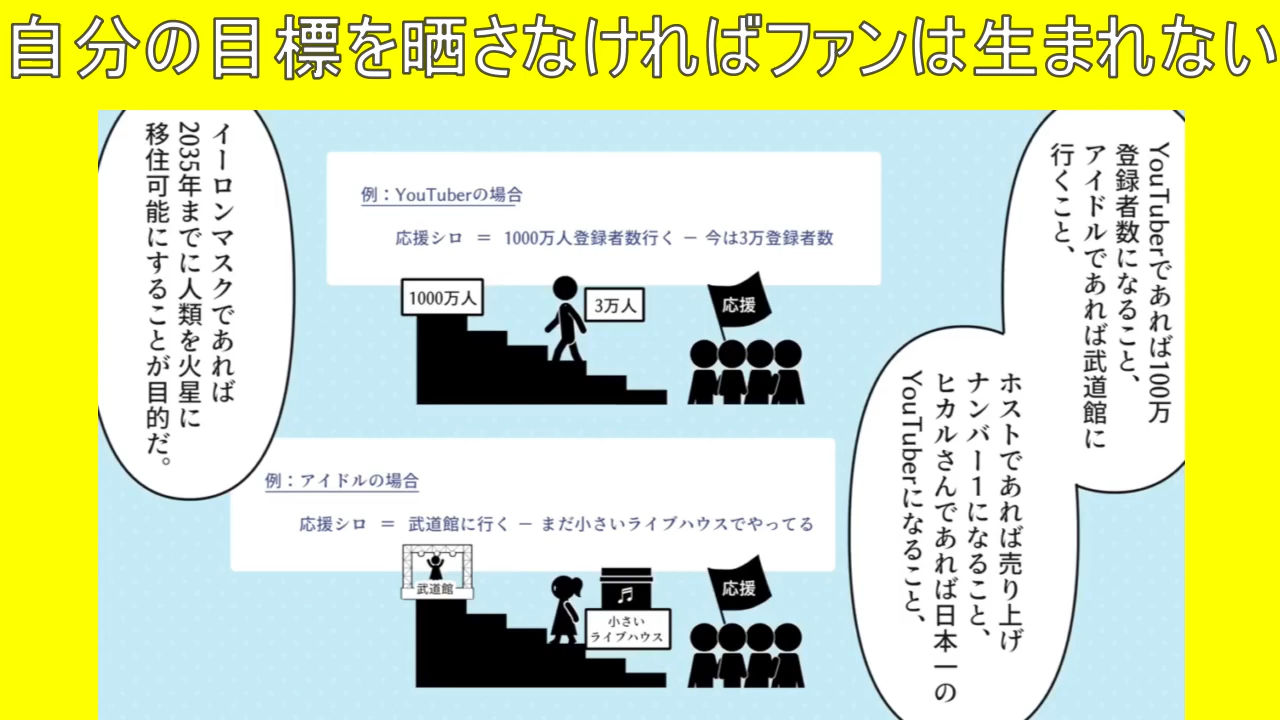 自分の目標を晒さなければファンは生まれない
YouTuberであれば100万
登録者数になること、
アイドルであれば武道館に
行くこと、
ホストであれば売り上げ
ナンバー1になること、
ヒカルさんであれば日本一の
YouTuberになること、
イーロンマスクであれば
2035年までに人類を火星に
移住可能にすることが目的だ。
例：YouTuberの場合
応援シロ ＝ 1000万人登録者数行く − 今は3万登録者数
1000万人
3万人
応援
例：アイドルの場合
応援シロ ＝ 武道館に行く − まだ小さいライブハウスでやってる
武道館
小さい
ライブハウス
応援